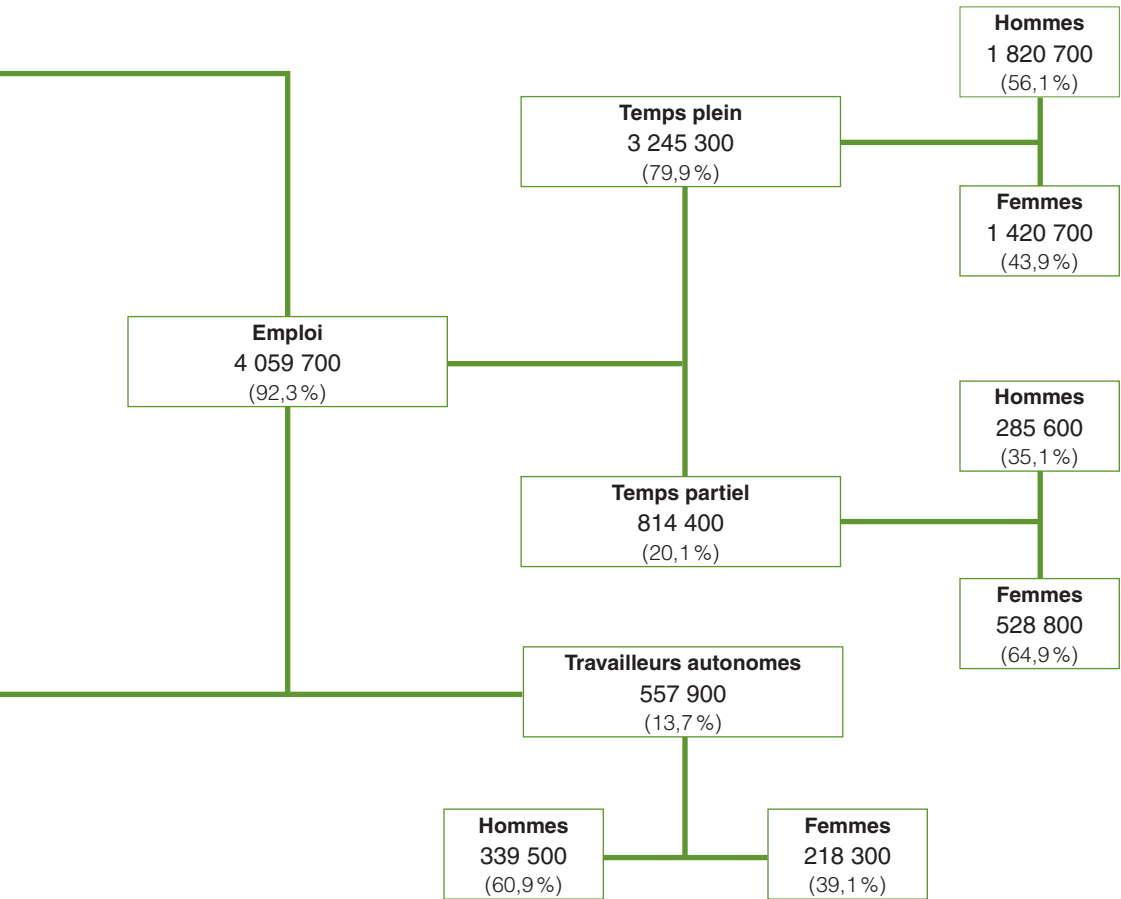 Hommes
1 820 700
(56,1 %)
Temps plein
3 245 300
(79,9 %)
Femmes
1 420 700
(43,9 %)
Emploi
4 059 700
(92,3 %)
Hommes
285 600
(35,1 %)
Temps partiel
814 400
(20,1 %)
Femmes
528 800
(64,9 %)
Travailleurs autonomes
557 900
(13,7 %)
Hommes
339 500
(60,9 %)
Femmes
218 300
(39,1 %)